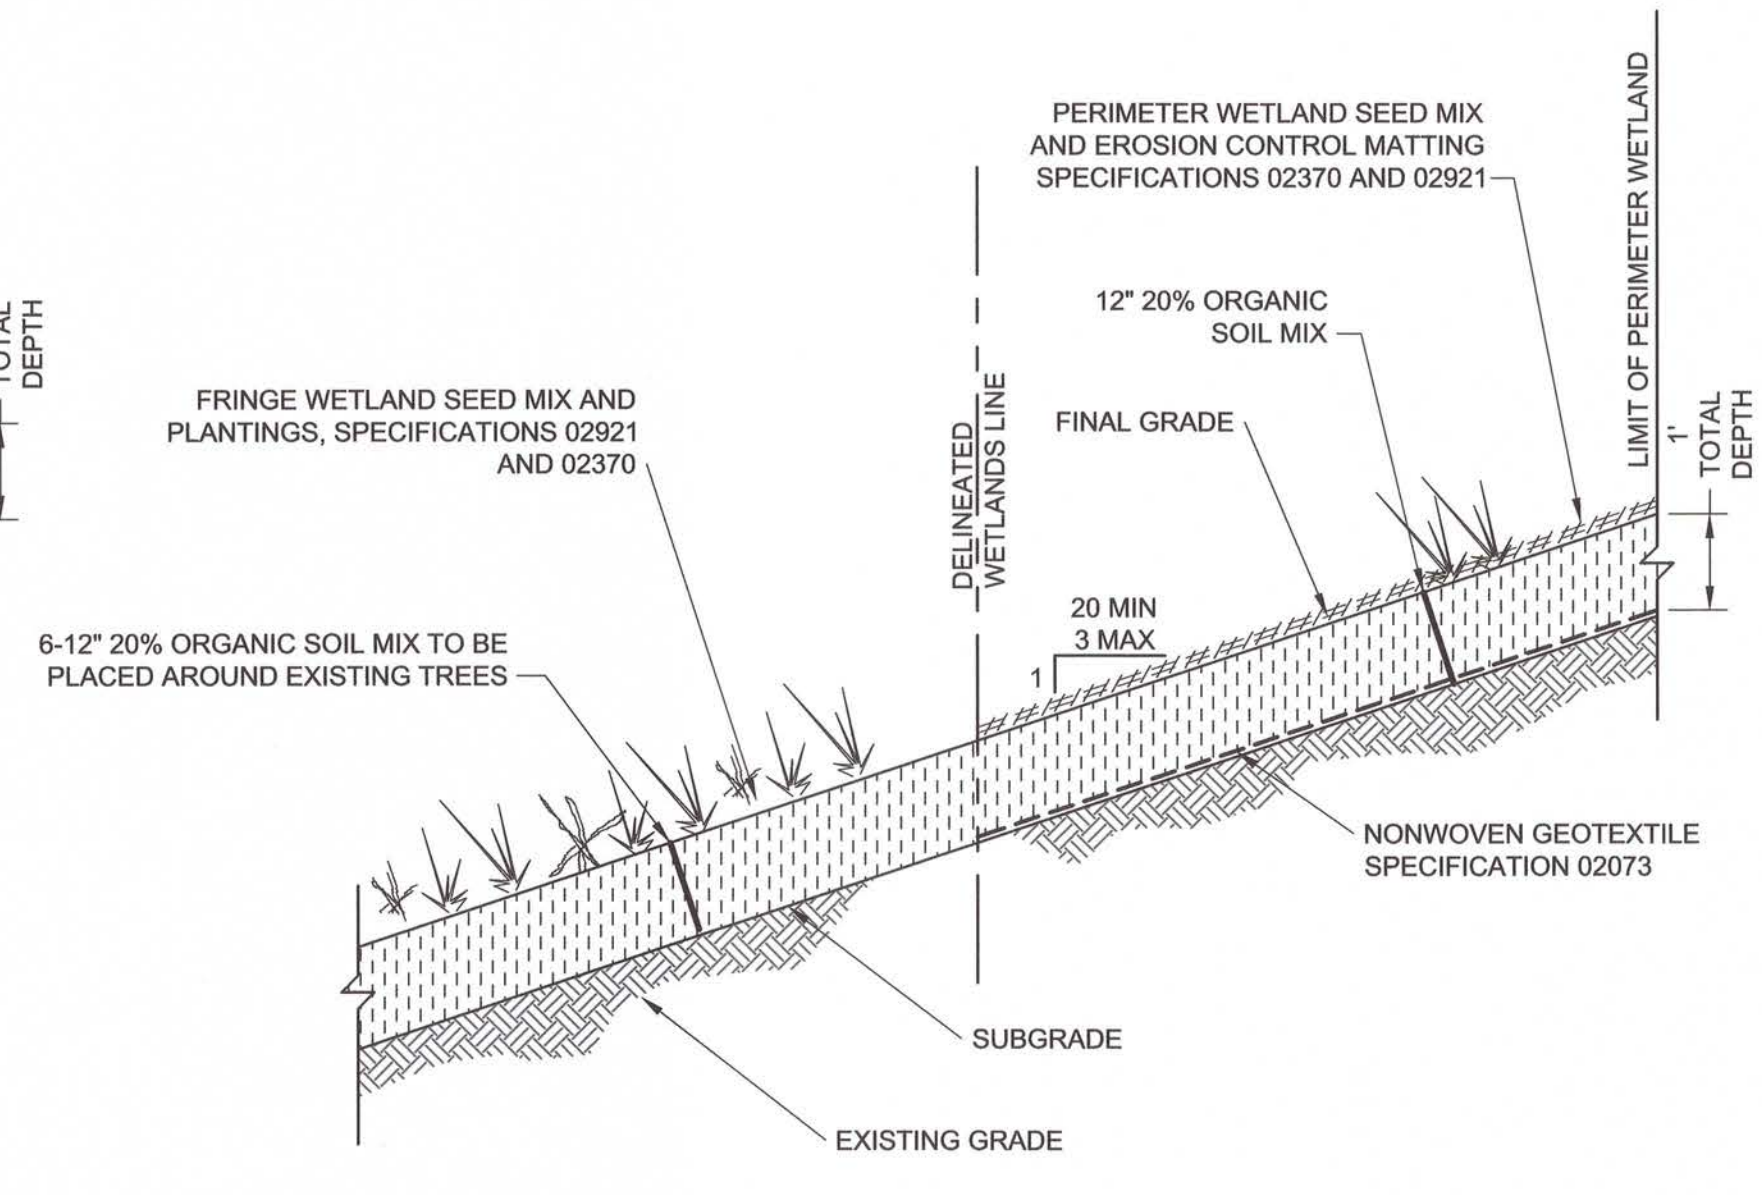 TOTAL
DEPTH
PERIMETER WETLAND SEED MIX
AND EROSION CONTROL MATTING
SPECIFICATIONS 02370 AND 02921
LIMIT OF PERIMETER WETLAND
12" 20% ORGANIC
SOIL MIX
FINAL GRADE
1'
TOTAL
DEPTH
FRINGE WETLAND SEED MIX AND
PLANTINGS, SPECIFICATIONS 02921
AND 02370
DELINEATED
WETLANDS LINE
20 MIN
3 MAX
1
6-12" 20% ORGANIC SOIL MIX TO BE
PLACED AROUND EXISTING TREES
NONWOVEN GEOTEXTILE
SPECIFICATION 02073
SUBGRADE
EXISTING GRADE